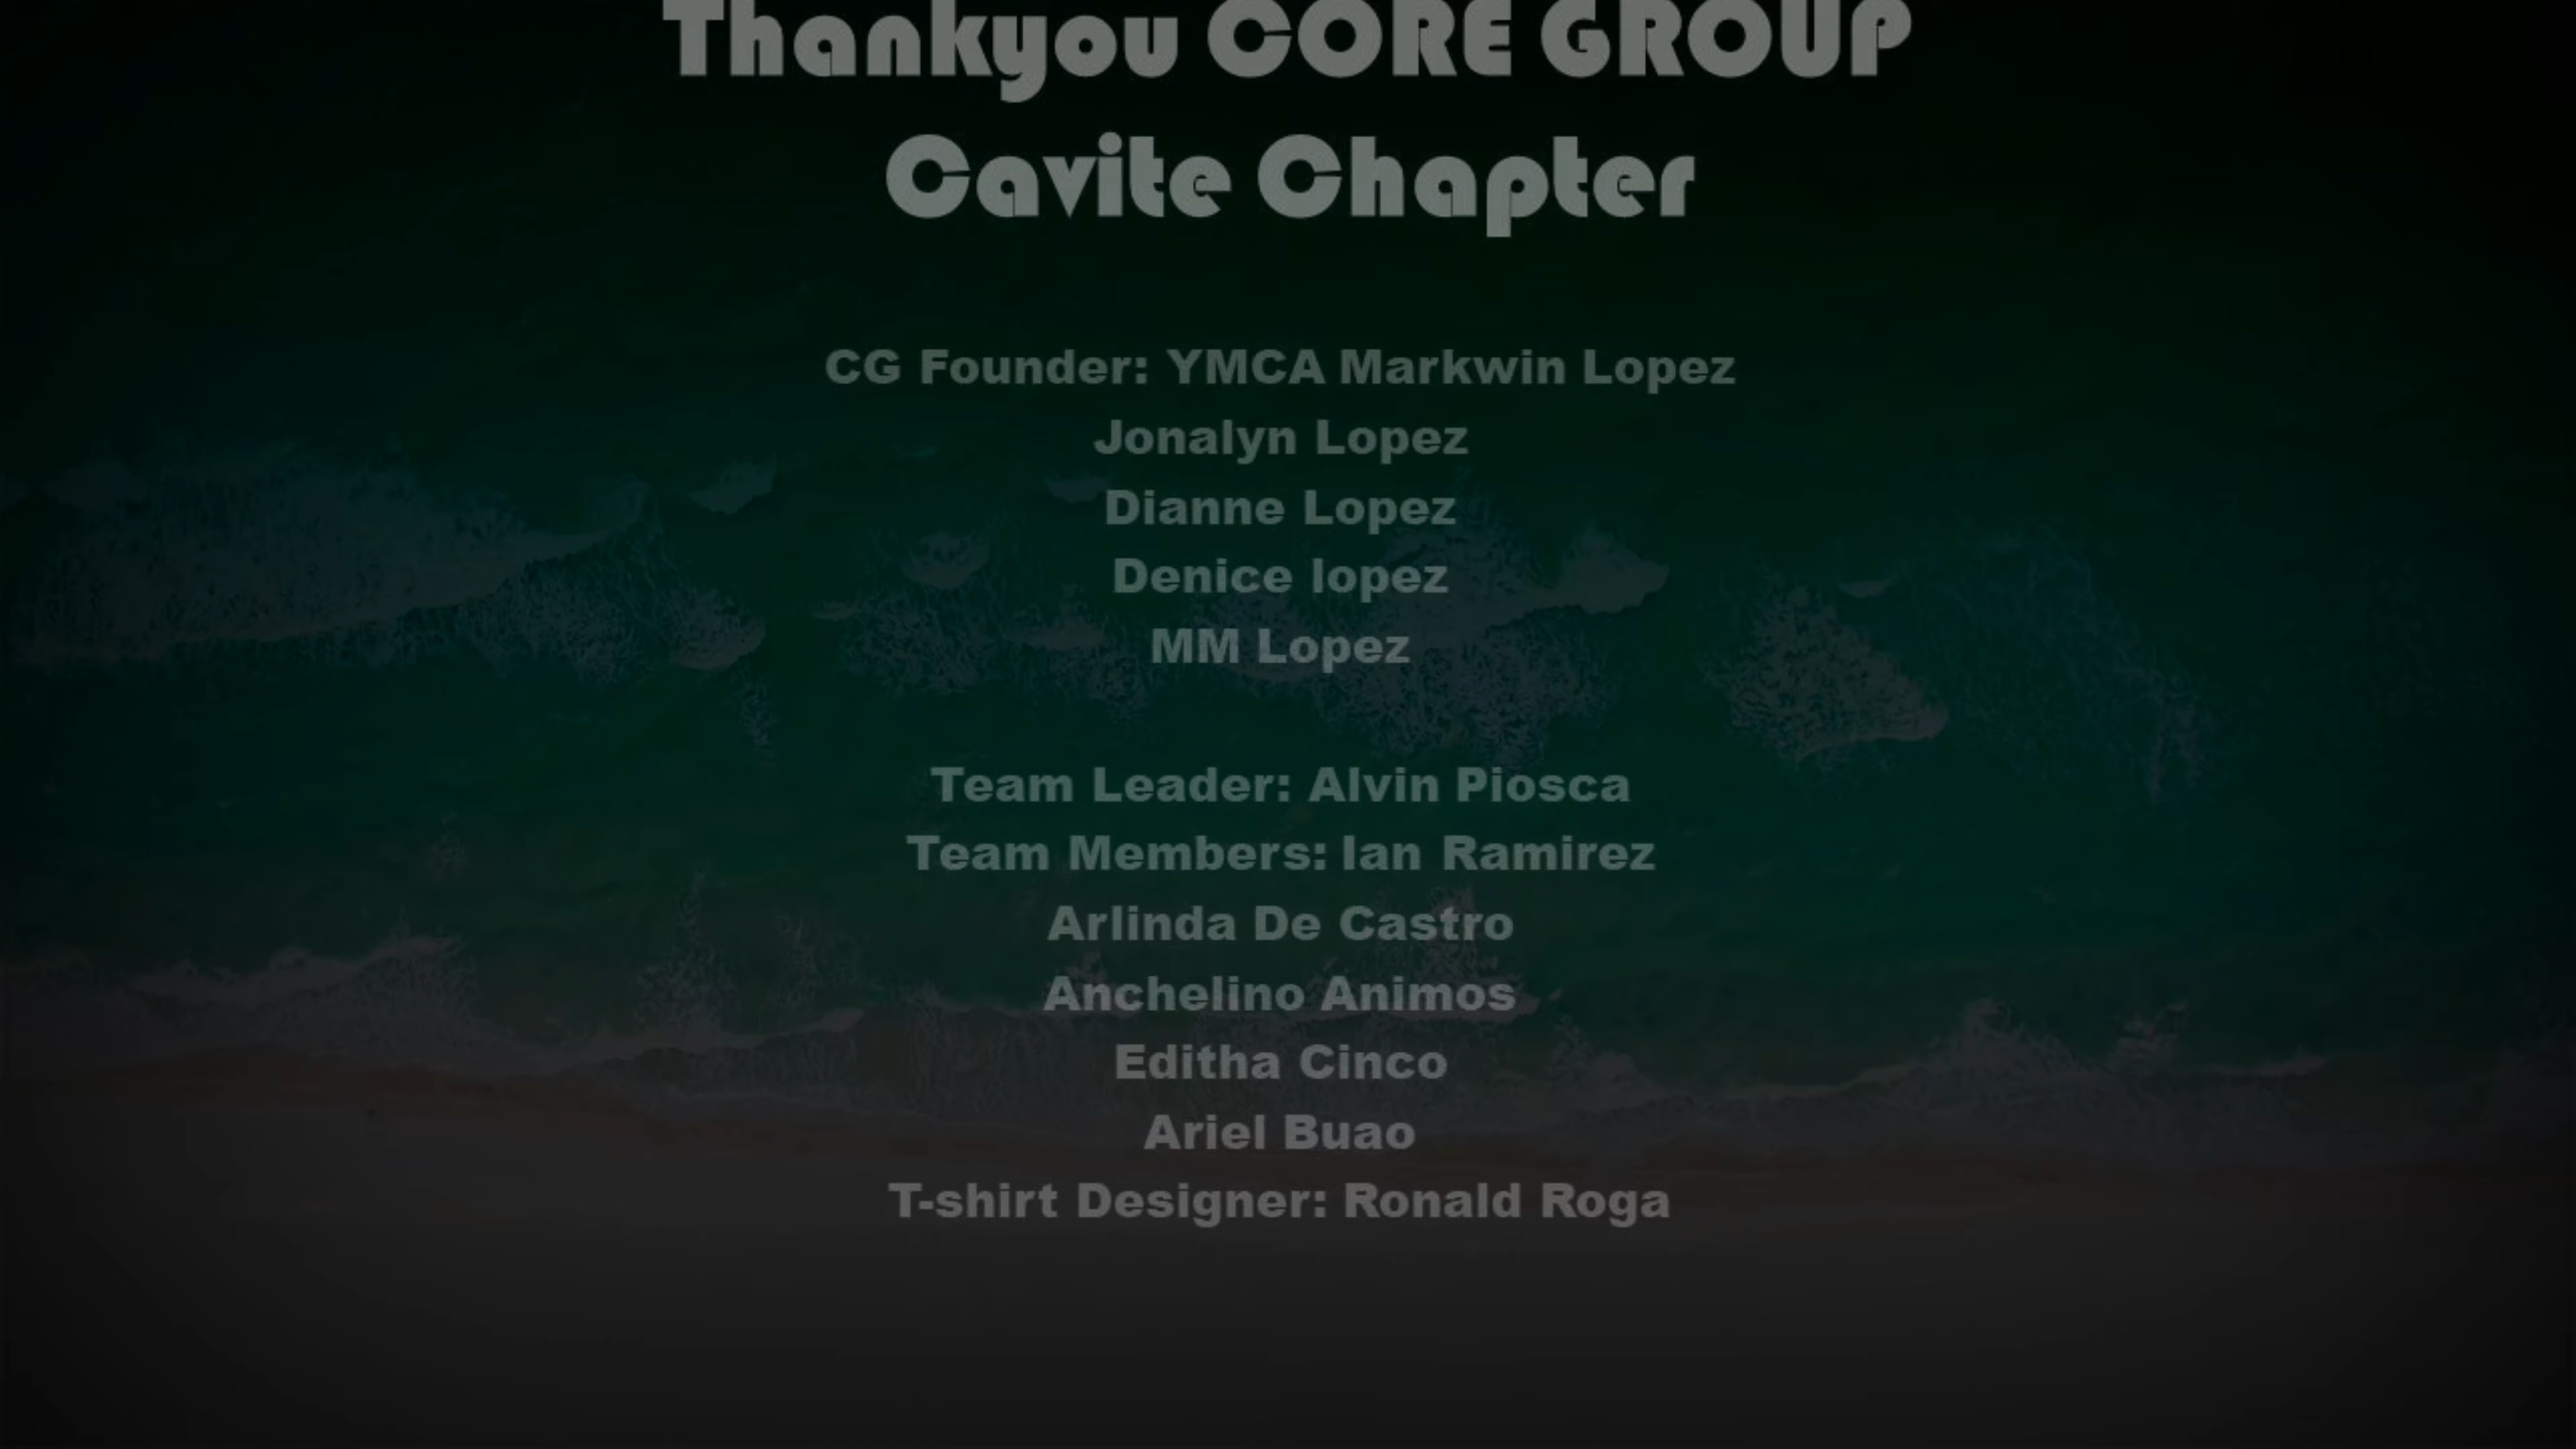 Thankyou CORE GROUP
Cavite Chapter
CG Founder: YMCA Markwin Lopez
Jonalyn Lopez
Dianne Lopez
Denice lopez
MM Lopez
Team Leader: Alvin Piosca
Team Members: Ian Ramirez
Arlinda De Castro
Anchelino Animos
Editha Cinco
Ariel Buao
T-shirt Designer: Ronald Roga